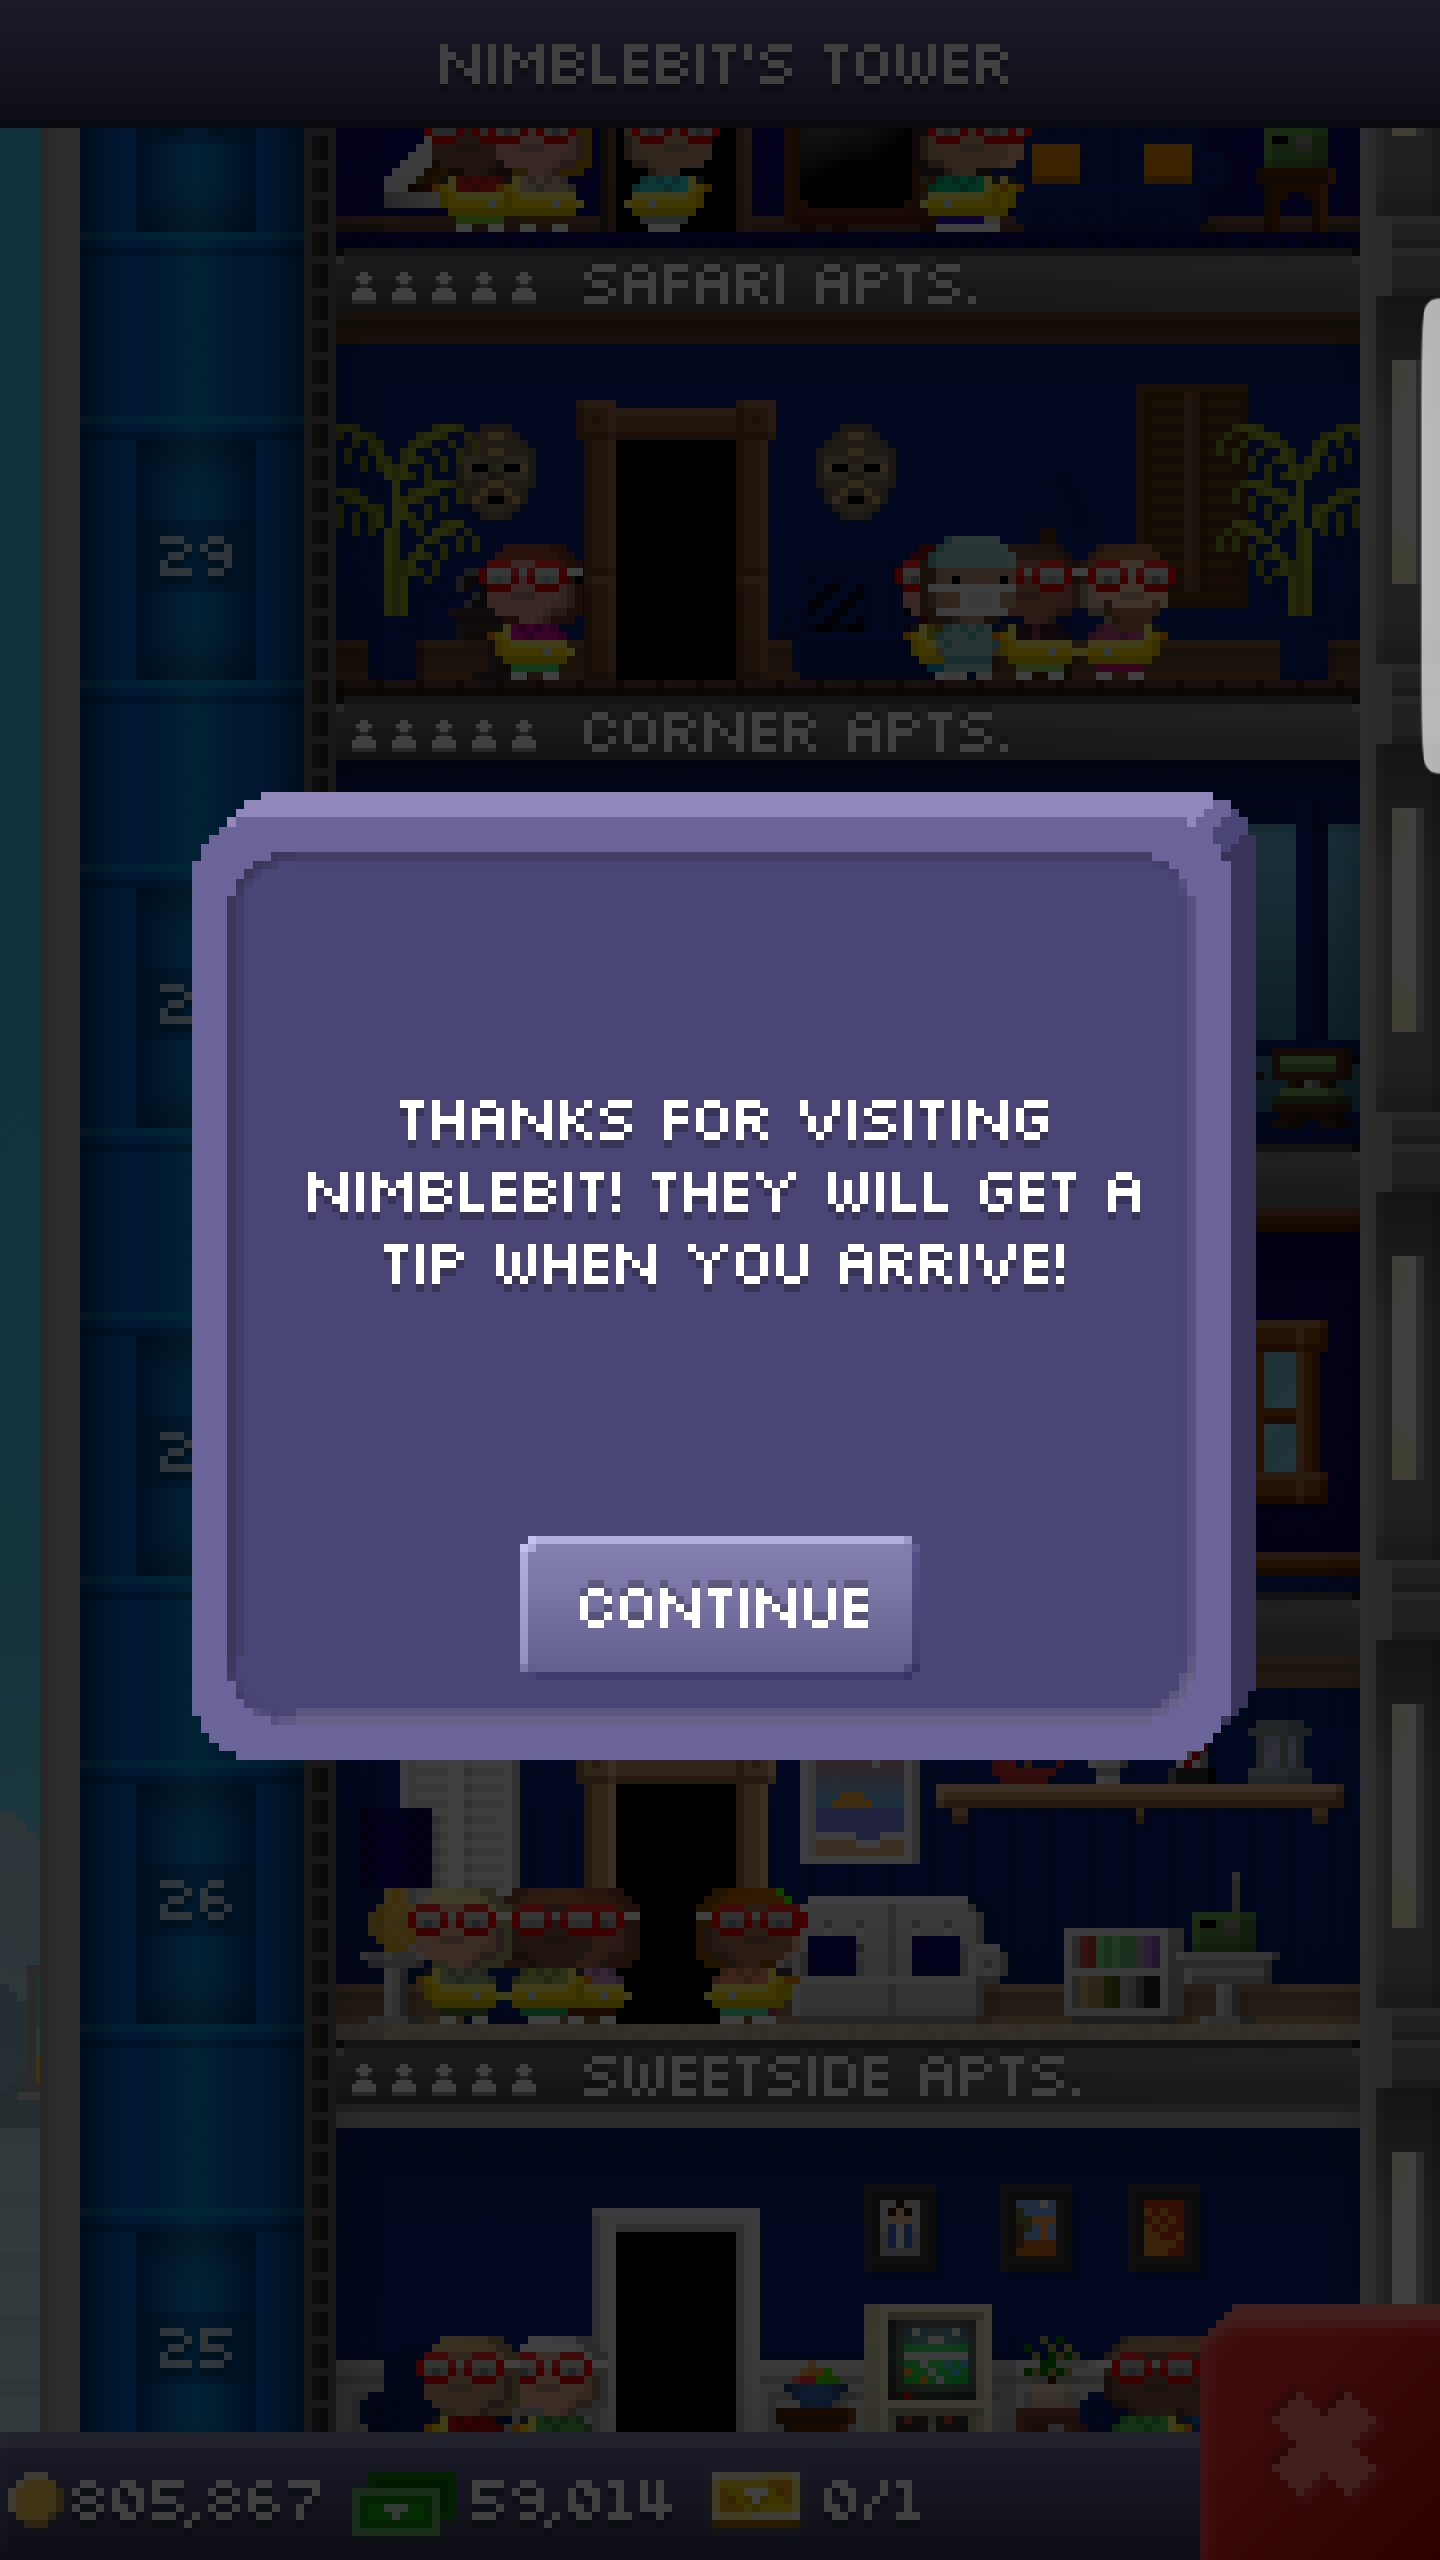 NIMBLEBIT'S TOWER
SAFARI APTS.
29
CORNER APTS.
THANKS FOR VISITING
NIMBLEBIT! THEY WILL GET A
TIP WHEN YOU ARRIVE!
CONTINUE
26
SWEETSIDE APTS.
25
805,867
59,014
0/1